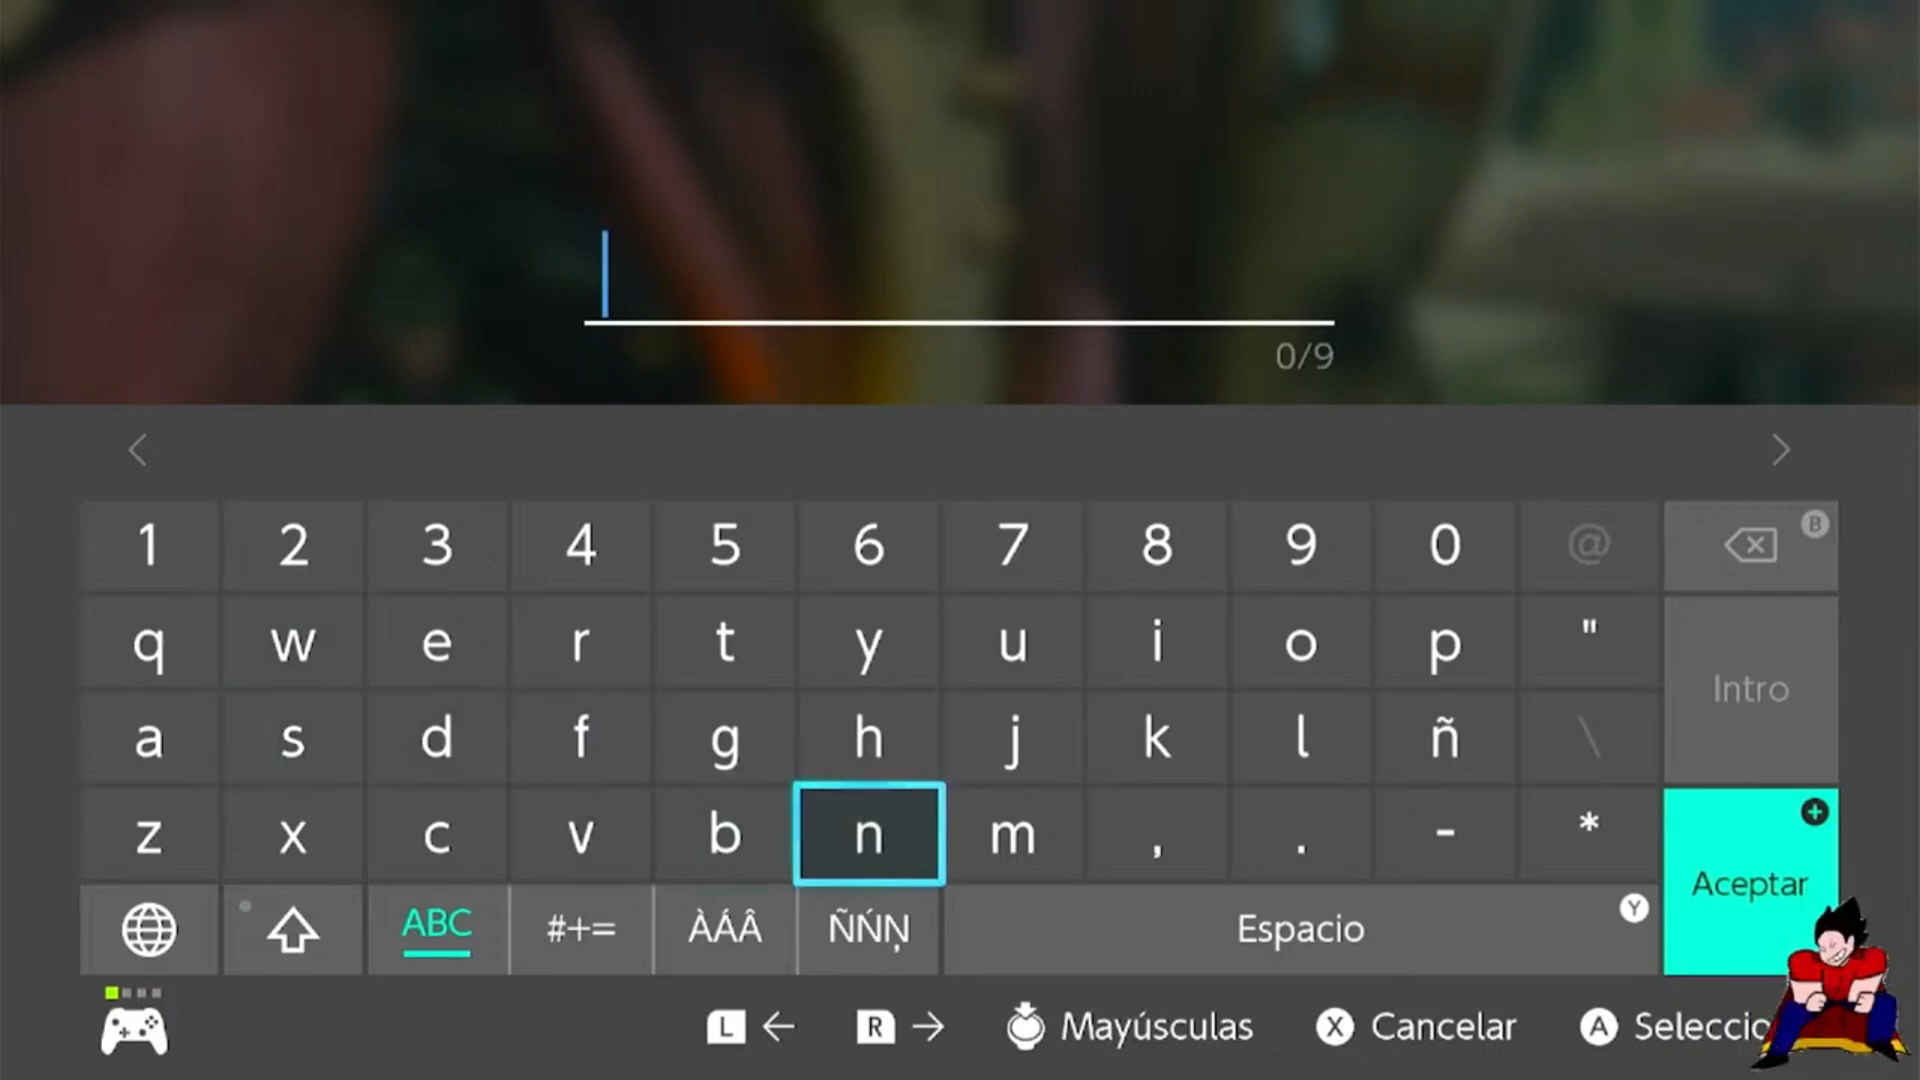 0/9
1 2 3 4 5 6 7 8 9 0 @ B
q w e r t y u i o p "
Intro
a s d f g h j k l ñ \
z x c v b n m , . - * +
Aceptar
ABC #+= ÀÁÂ ÑŃŅ Espacio Y
L ← R → Mayúsculas X Cancelar A Seleccio